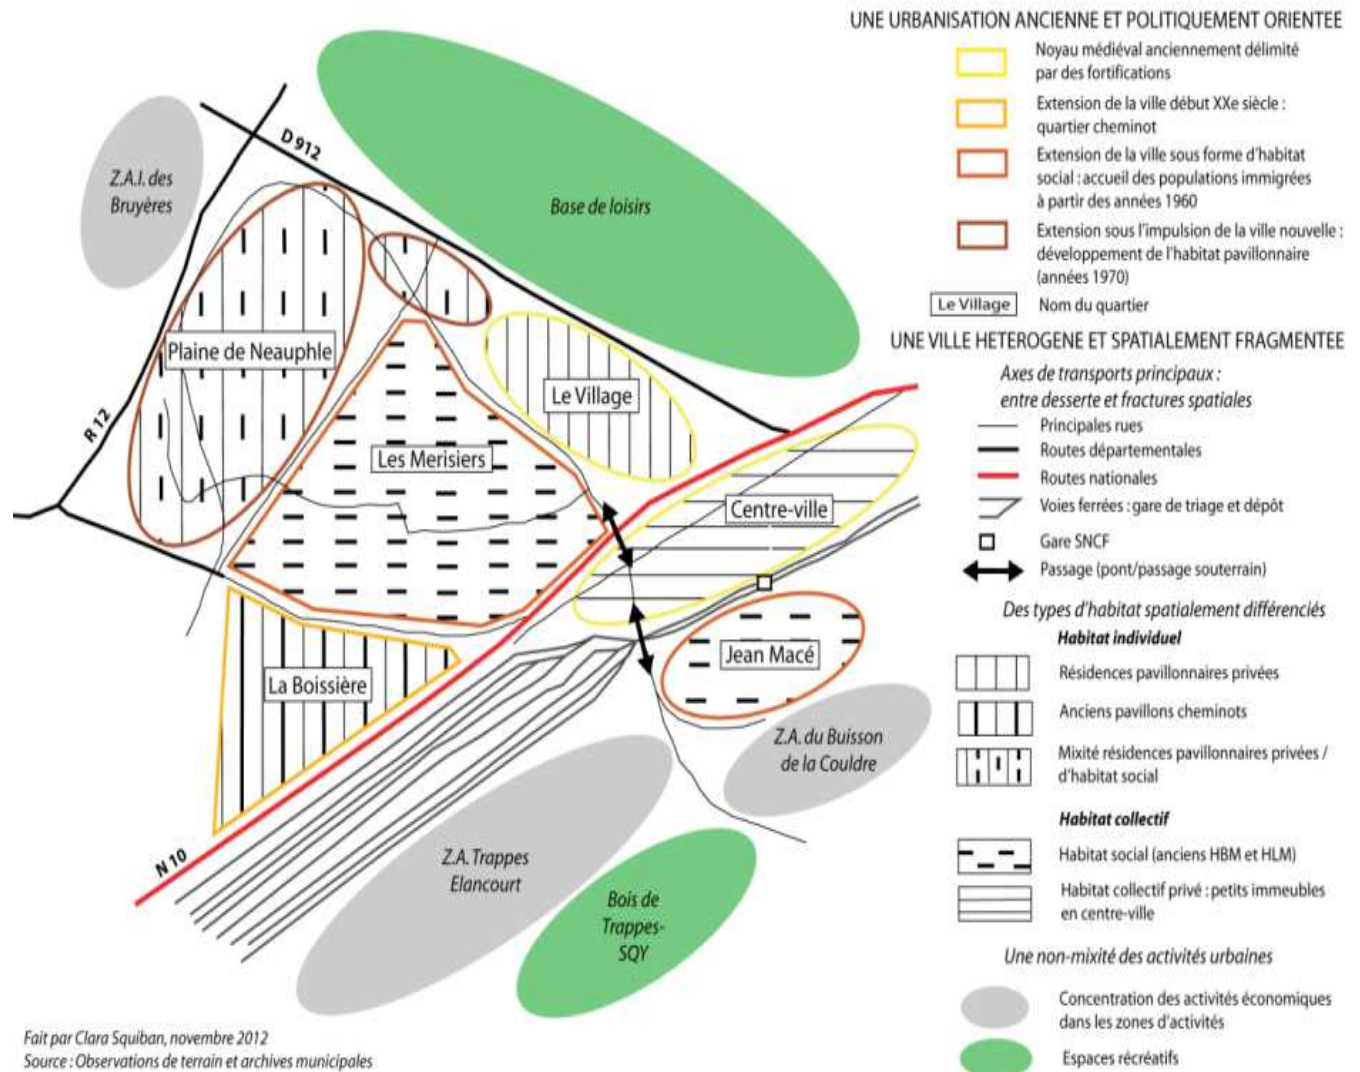 UNE URBANISATION ANCIENNE ET POLITIQUEMENT ORIENTEE
Noyau médiéval anciennement délimité
par des fortifications
Extension de la ville début XXe siècle :
quartier cheminot
Extension de la ville sous forme d'habitat
social : accueil des populations immigrées
à partir des années 1960
Extension sous l'impulsion de la ville nouvelle :
développement de l'habitat pavillonnaire
(années 1970)
Le Village
Nom du quartier
UNE VILLE HETEROGENE ET SPATIALEMENT FRAGMENTEE
Axes de transports principaux :
entre desserte et fractures spatiales
Principales rues
Routes départementales
Routes nationales
Voies ferrées : gare de triage et dépôt
Gare SNCF
Passage (pont/passage souterrain)
Des types d'habitat spatialement différenciés
Habitat individuel
Résidences pavillonnaires privées
Anciens pavillons cheminots
Mixité résidences pavillonnaires privées /
d'habitat social
Habitat collectif
Habitat social (anciens HBM et HLM)
Habitat collectif privé : petits immeubles
en centre-ville
Une non-mixité des activités urbaines
Concentration des activités économiques
dans les zones d'activités
Espaces récréatifs
D 912
Z.A.I. des
Bruyères
Base de loisirs
Plaine de Neauphle
R 12
Le Village
Les Merisiers
Centre-ville
Jean Macé
La Boissière
Z.A. du Buisson
de la Couldre
N 10
Z.A. Trappes
Elancourt
Bois de
Trappes-
SQY
Fait par Clara Squiban, novembre 2012
Source : Observations de terrain et archives municipales